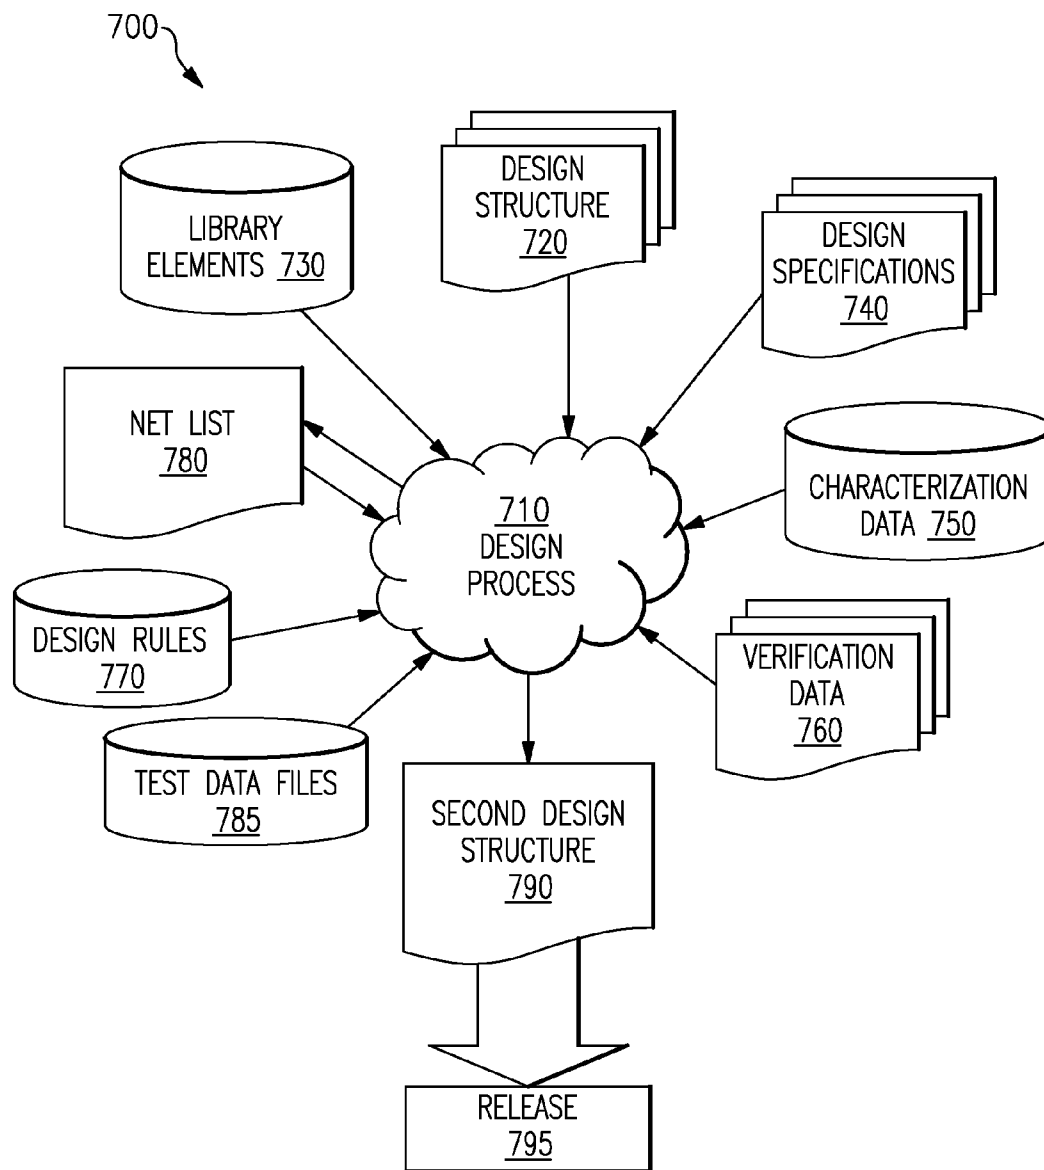 700
DESIGN
STRUCTURE
720
LIBRARY
ELEMENTS 730
DESIGN
SPECIFICATIONS
740
NET LIST
780
CHARACTERIZATION
DATA 750
710
DESIGN
PROCESS
DESIGN RULES
770
VERIFICATION
DATA
760
TEST DATA FILES
785
SECOND DESIGN
STRUCTURE
790
RELEASE
795